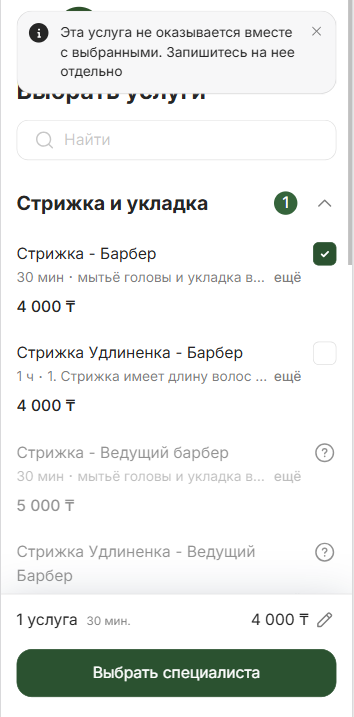 Эта услуга не оказывается вместе
с выбранными. Запишитесь на нее
отдельно
Выбрать услуги
Найти
Стрижка и укладка 1
Стрижка - Барбер
30 мин · мытьё головы и укладка в... ещё
4 000 ₸
Стрижка Удлиненка - Барбер
1 ч · 1. Стрижка имеет длину волос ... ещё
4 000 ₸
Стрижка - Ведущий барбер
30 мин · мытьё головы и укладка в... ещё
5 000 ₸
Стрижка Удлиненка - Ведущий
Барбер
1 услуга 30 мин. 4 000 ₸
Выбрать специалиста